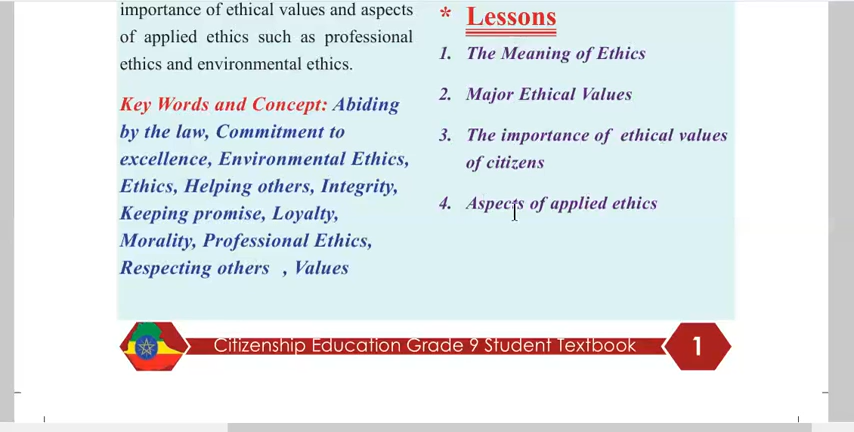 importance of ethical values and aspects
of applied ethics such as professional
ethics and environmental ethics.
Key Words and Concept: Abiding
by the law, Commitment to
excellence, Environmental Ethics,
Ethics, Helping others, Integrity,
Keeping promise, Loyalty,
Morality, Professional Ethics,
Respecting others , Values
* Lessons
1. The Meaning of Ethics
2. Major Ethical Values
3. The importance of ethical values
of citizens
4. Aspects of applied ethics
Citizenship Education Grade 9 Student Textbook
1